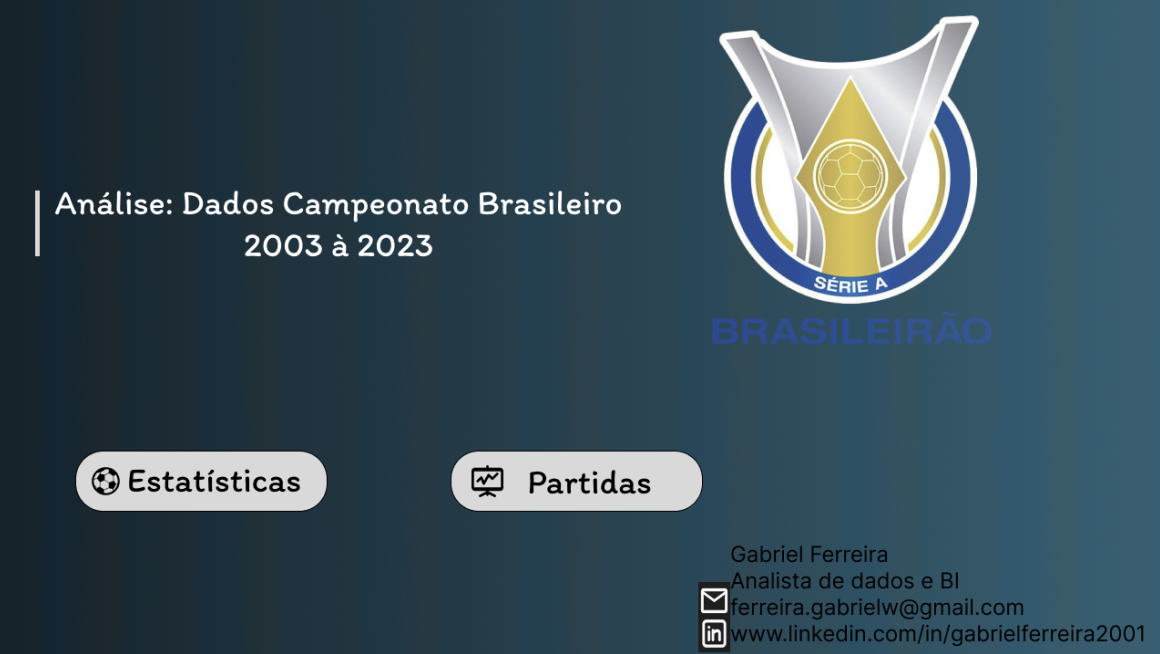 Análise: Dados Campeonato Brasileiro
2003 à 2023
SÉRIE A
BRASILEIRÃO
Estatísticas
Partidas
Gabriel Ferreira
Analista de dados e BI
ferreira.gabrielw@gmail.com
www.linkedin.com/in/gabrielferreira2001